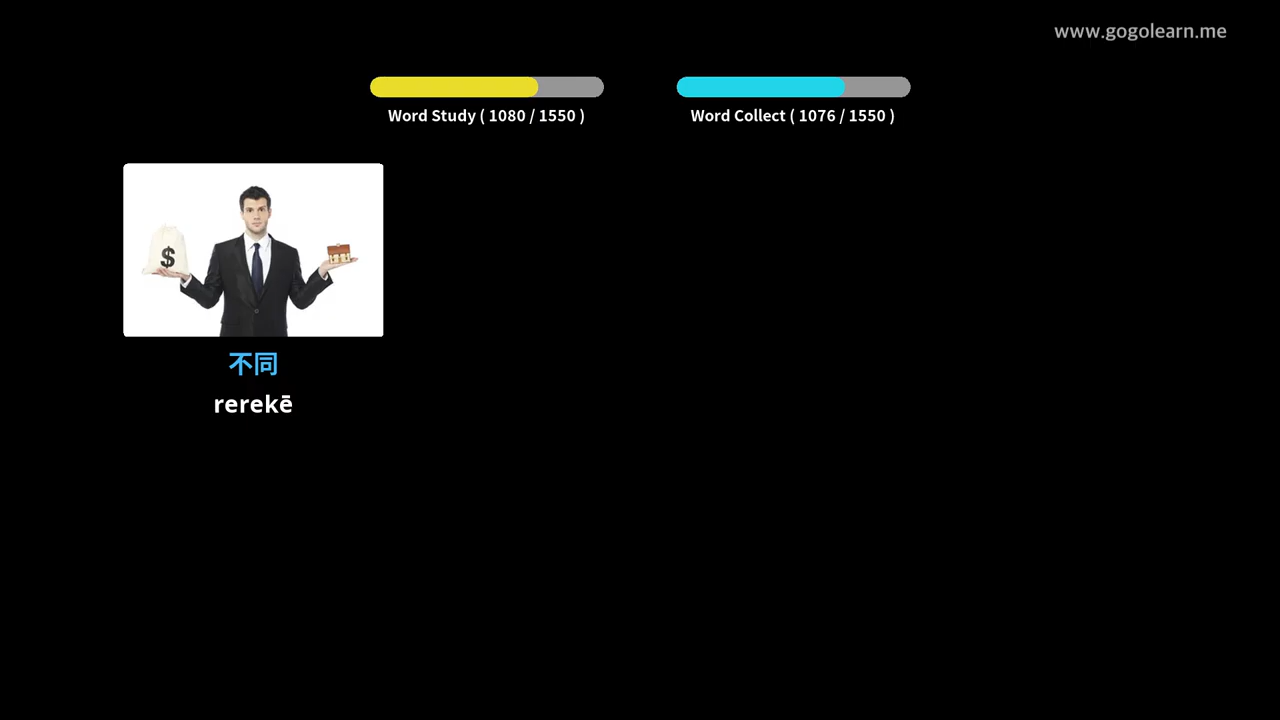 www.gogolearn.me
Word Study ( 1080 / 1550 )
Word Collect ( 1076 / 1550 )
$
不同
rerekē